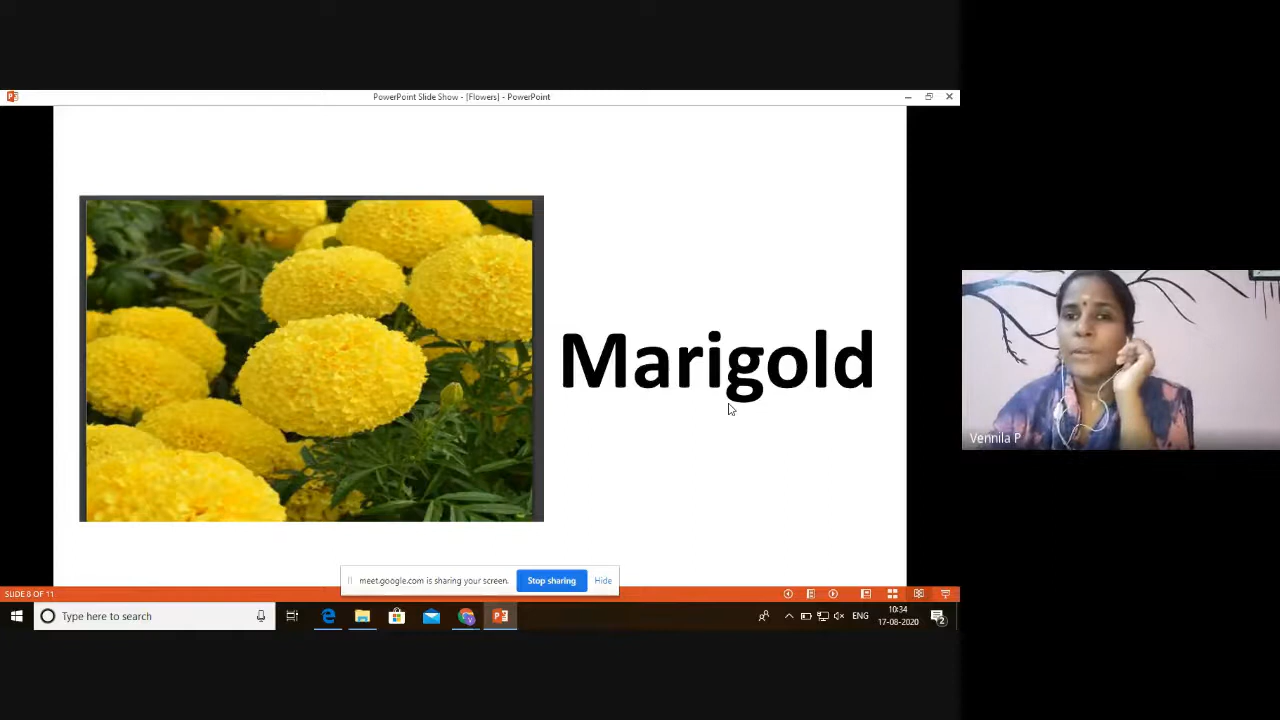 PowerPoint Slide Show - [Flowers] - PowerPoint
Marigold
Vennila P
meet.google.com is sharing your screen.
Stop sharing
Hide
SLIDE 8 OF 11
Type here to search
ENG
10:34
17-08-2020
2